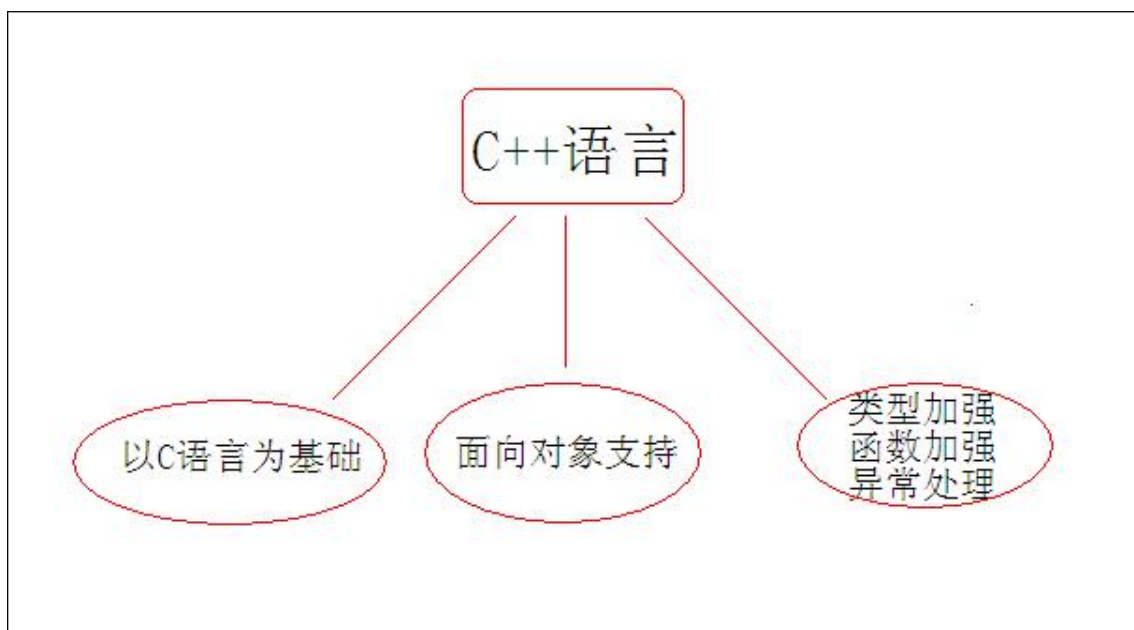 C++语言
以C语言为基础
面向对象支持
类型加强
函数加强
异常处理